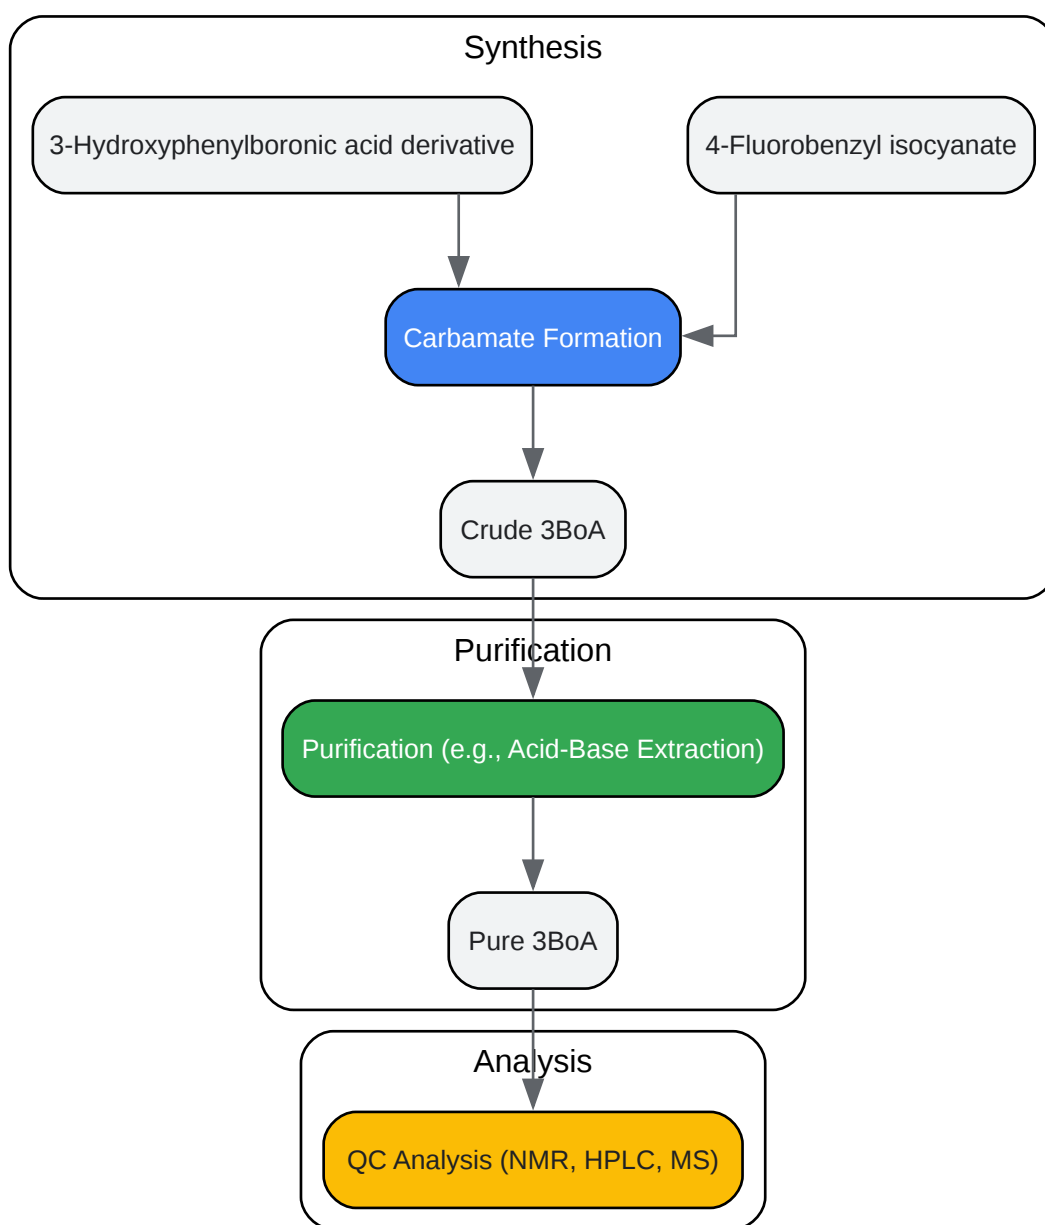 Synthesis
3-Hydroxyphenylboronic acid derivative
4-Fluorobenzyl isocyanate
Carbamate Formation
Crude 3BoA
Purification
Purification (e.g., Acid-Base Extraction)
Pure 3BoA
Analysis
QC Analysis (NMR, HPLC, MS)